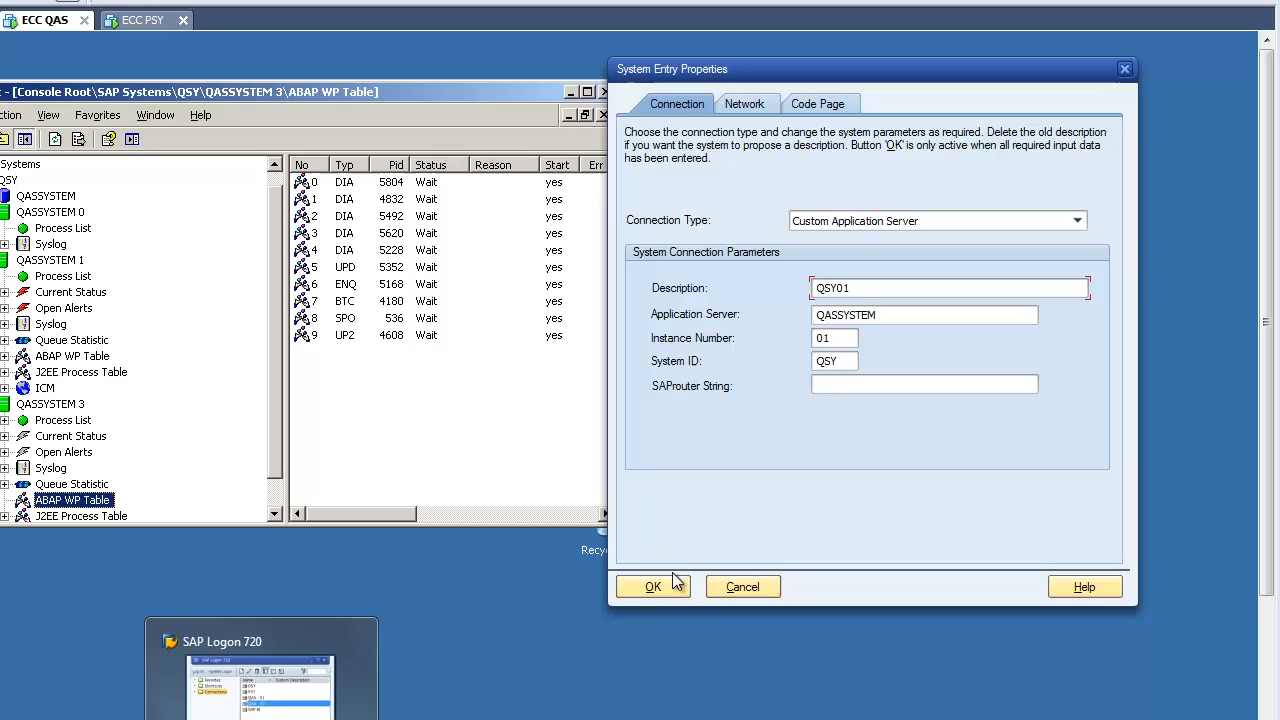 ECC QAS
ECC PSY
- [Console Root\SAP Systems\QSY\QASSYSTEM 3\ABAP WP Table]
ction View Favorites Window Help
Systems
QSY
QASSYSTEM
QASSYSTEM 0
Process List
Syslog
QASSYSTEM 1
Process List
Current Status
Open Alerts
Syslog
Queue Statistic
ABAP WP Table
J2EE Process Table
ICM
QASSYSTEM 3
Process List
Current Status
Open Alerts
Syslog
Queue Statistic
ABAP WP Table
J2EE Process Table
No Typ Pid Status Reason Start Err
0 DIA 5804 Wait yes
1 DIA 4832 Wait yes
2 DIA 5492 Wait yes
3 DIA 5620 Wait yes
4 DIA 5228 Wait yes
5 UPD 5352 Wait yes
6 ENQ 5168 Wait yes
7 BTC 4180 Wait yes
8 SPO 536 Wait yes
9 UP2 4608 Wait yes
Recy
System Entry Properties
Connection Network Code Page
Choose the connection type and change the system parameters as required. Delete the old description
if you want the system to propose a description. Button 'OK' is only active when all required input data
has been entered.
Connection Type: Custom Application Server
System Connection Parameters
Description: QSY01
Application Server: QASSYSTEM
Instance Number: 01
System ID: QSY
SAProuter String:
OK Cancel Help
SAP Logon 720